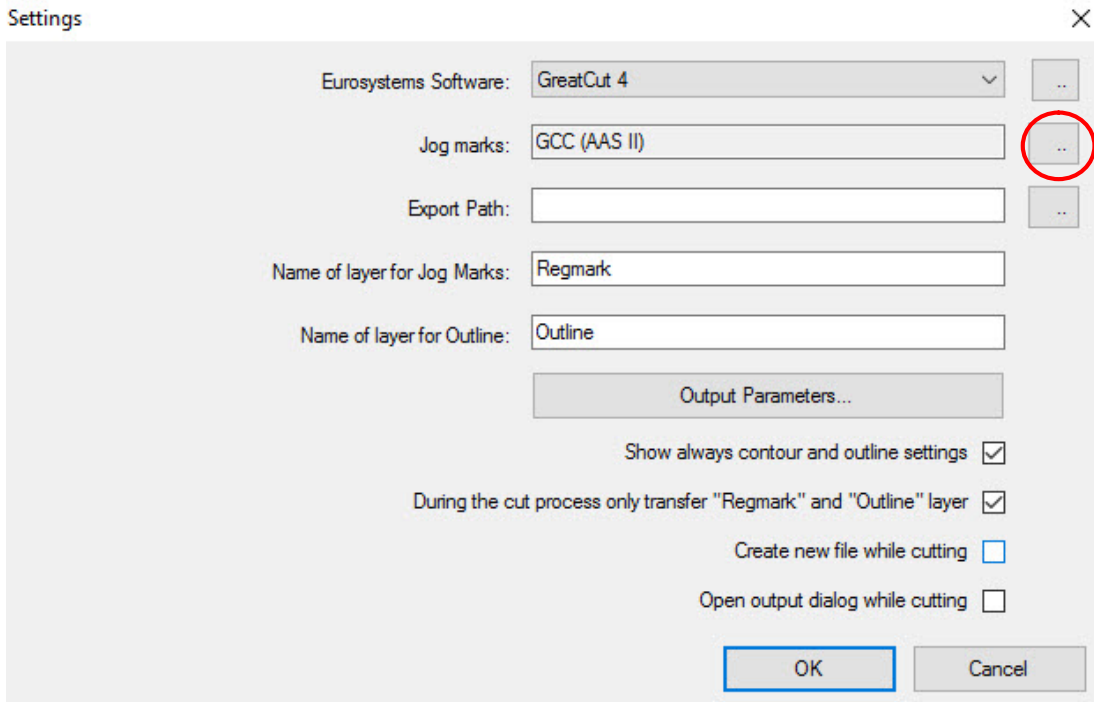 Settings
Eurosystems Software: GreatCut 4 ..
Jog marks: GCC (AAS II) ..
Export Path: ..
Name of layer for Jog Marks: Regmark
Name of layer for Outline: Outline
Output Parameters...
Show always contour and outline settings
During the cut process only transfer "Regmark" and "Outline" layer
Create new file while cutting
Open output dialog while cutting
OK Cancel